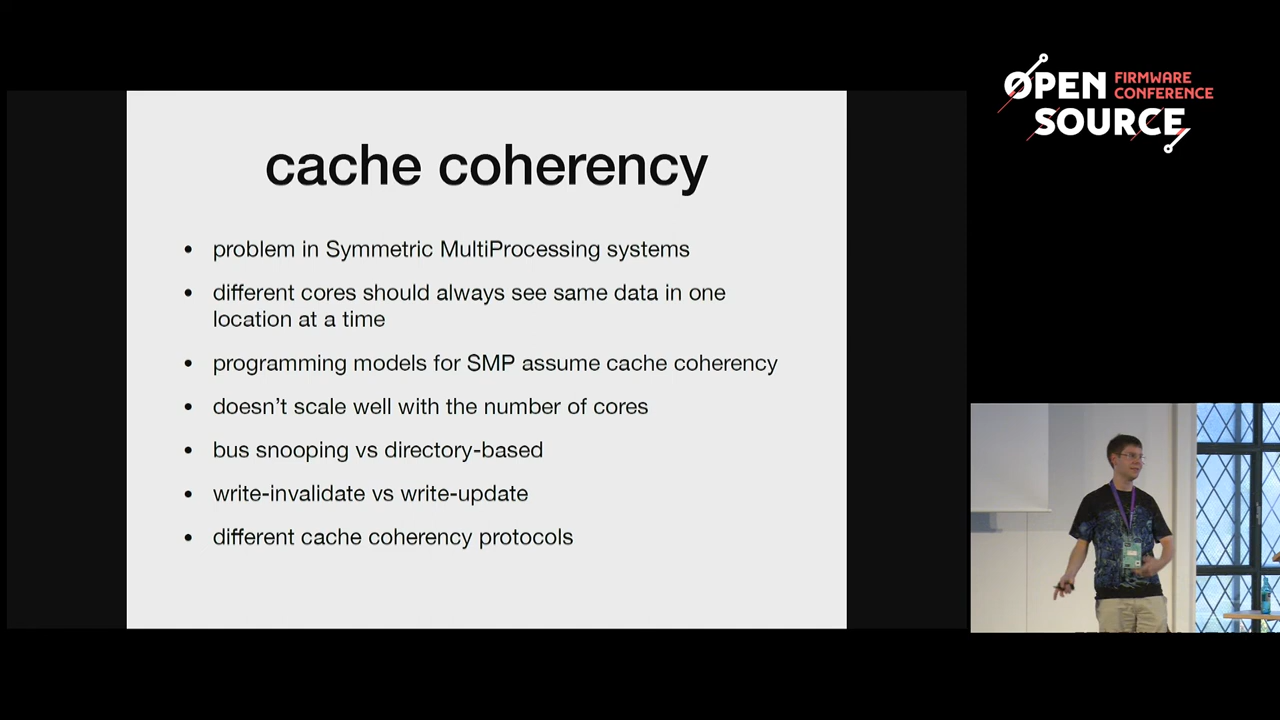 cache coherency
• problem in Symmetric MultiProcessing systems
• different cores should always see same data in one
location at a time
• programming models for SMP assume cache coherency
• doesn’t scale well with the number of cores
• bus snooping vs directory-based
• write-invalidate vs write-update
• different cache coherency protocols
OPEN FIRMWARE
CONFERENCE
SOURCE